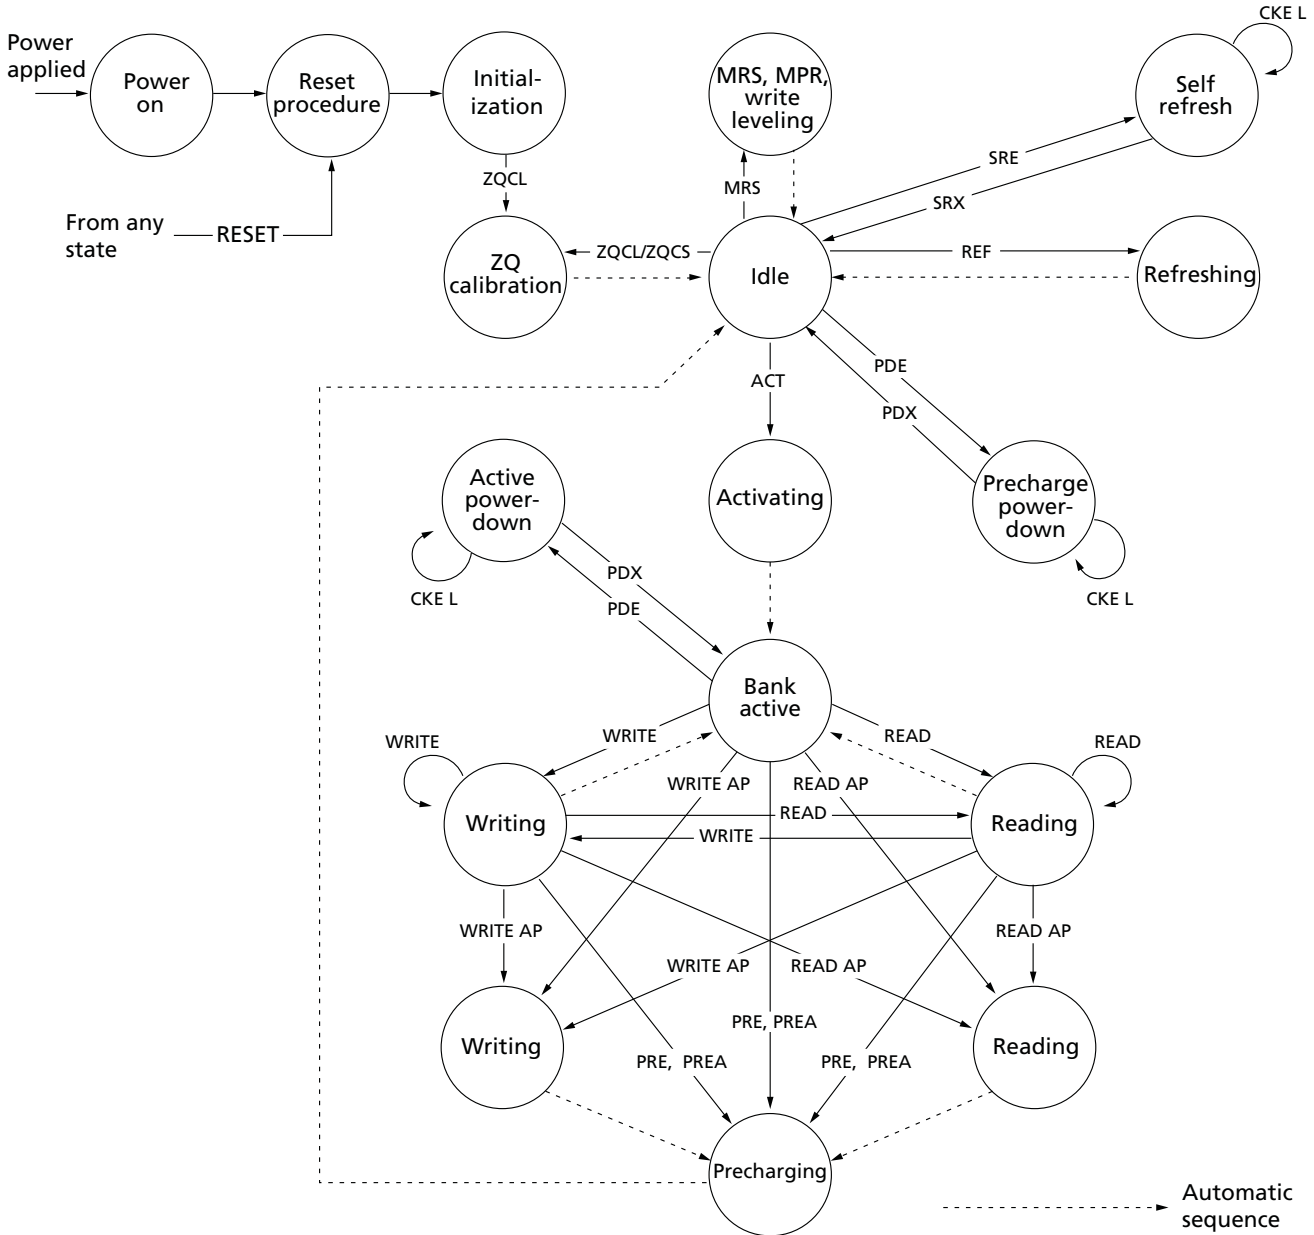 CKE L
Power
applied
Power
on
Reset
procedure
Initial-
ization
MRS, MPR,
write
leveling
Self
refresh
SRE
ZQCL
MRS
SRX
From any
state
RESET
ZQCL/ZQCS
REF
ZQ
calibration
Idle
Refreshing
PDE
ACT
PDX
Active
power-
down
Activating
Precharge
power-
down
PDX
CKE L
PDE
CKE L
Bank
active
WRITE
WRITE
READ
READ
WRITE AP
READ AP
READ
Writing
Reading
WRITE
WRITE AP
READ AP
WRITE AP
READ AP
PRE, PREA
Writing
Reading
PRE, PREA
PRE, PREA
Precharging
Automatic
sequence